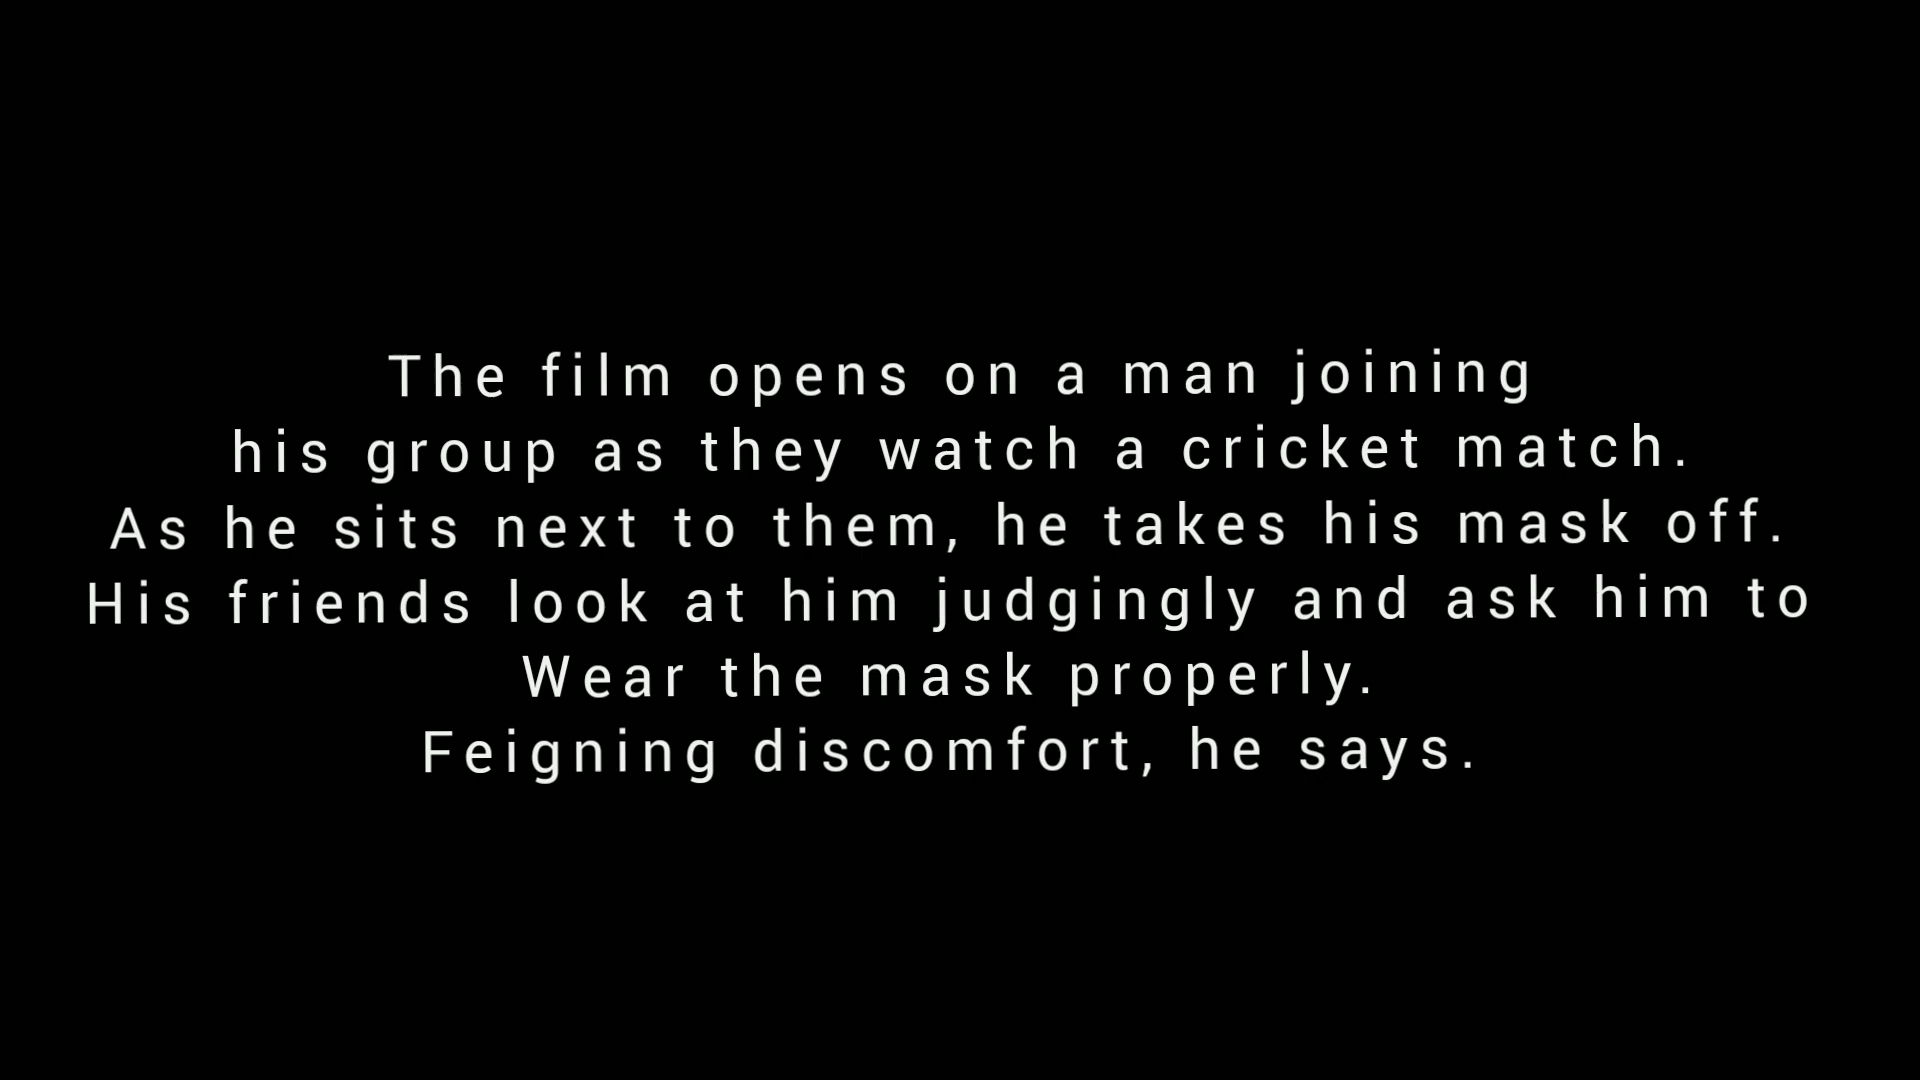 The film opens on a man joining
his group as they watch a cricket match.
As he sits next to them, he takes his mask off.
His friends look at him judgingly and ask him to
Wear the mask properly.
Feigning discomfort, he says.